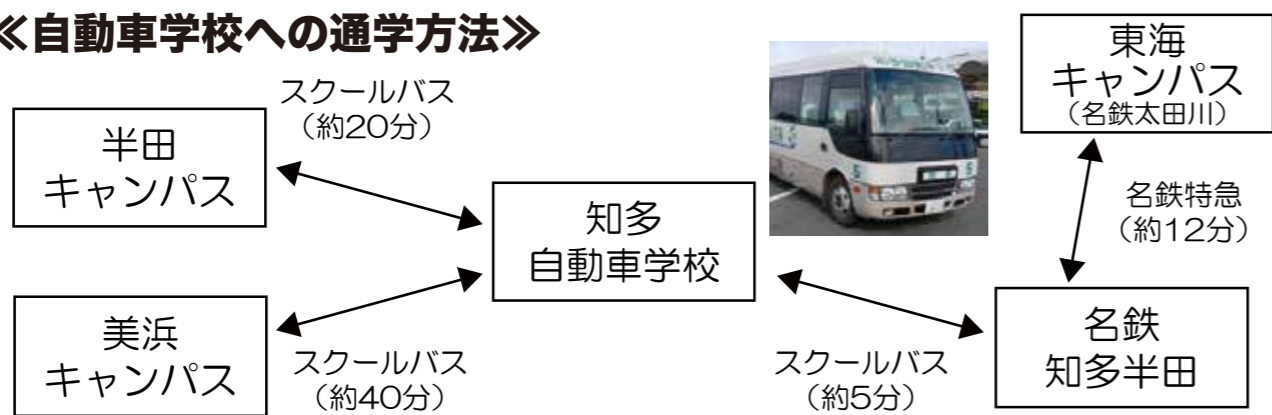 ≪自動車学校への通学方法≫
スクールバス
（約20分）
半田
キャンパス
知多
自動車学校
東海
キャンパス
（名鉄太田川）
名鉄特急
（約12分）
美浜
キャンパス
スクールバス
（約40分）
スクールバス
（約5分）
名鉄
知多半田